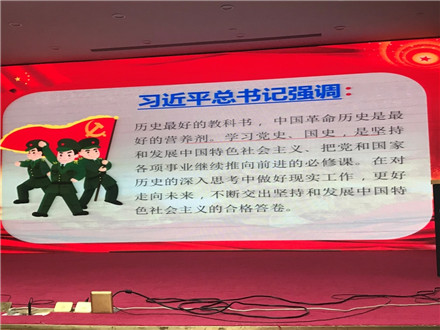 习近平总书记强调：
历史最好的教科书，中国革命历史是最
好的营养剂。学习党史、国史，是坚持
和发展中国特色社会主义、把党和国家
各项事业继续推向前进的必修课。在对
历史的深入思考中做好现实工作，更好
走向未来，不断交出坚持和发展中国特
色社会主义的合格答卷。